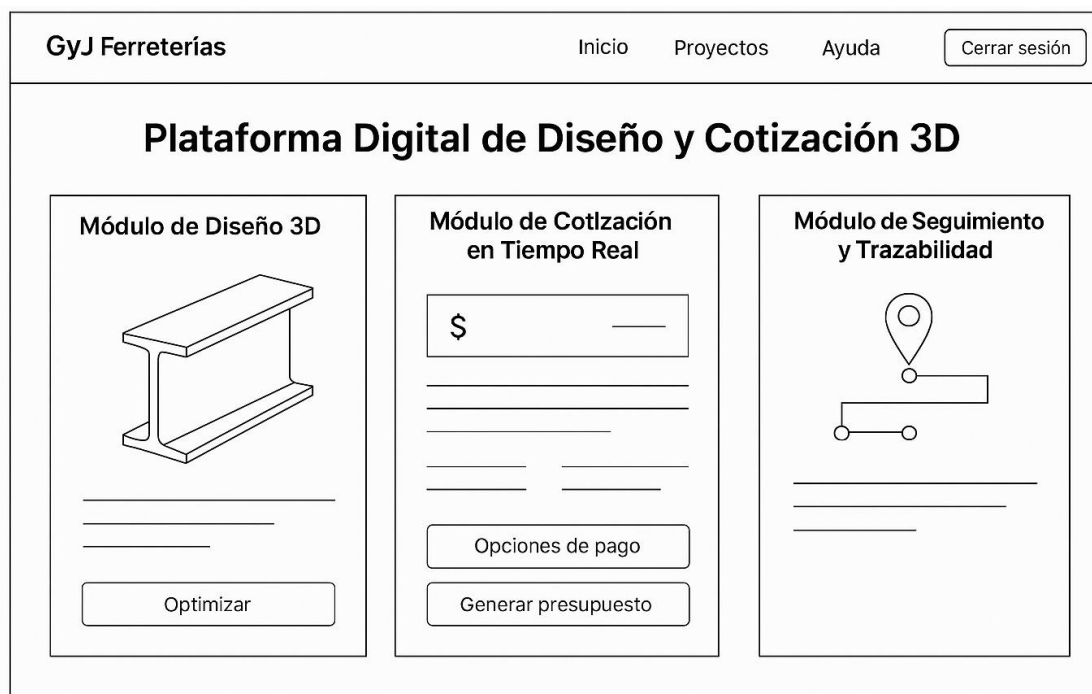 GyJ Ferreterías
Inicio
Proyectos
Ayuda
Cerrar sesión
Plataforma Digital de Diseño y Cotización 3D
Módulo de Diseño 3D
Optimizar
Módulo de CotIzación
en Tiempo Real
$
Opciones de pago
Generar presupuesto
Módulo de Seguimiento
y Trazabilidad